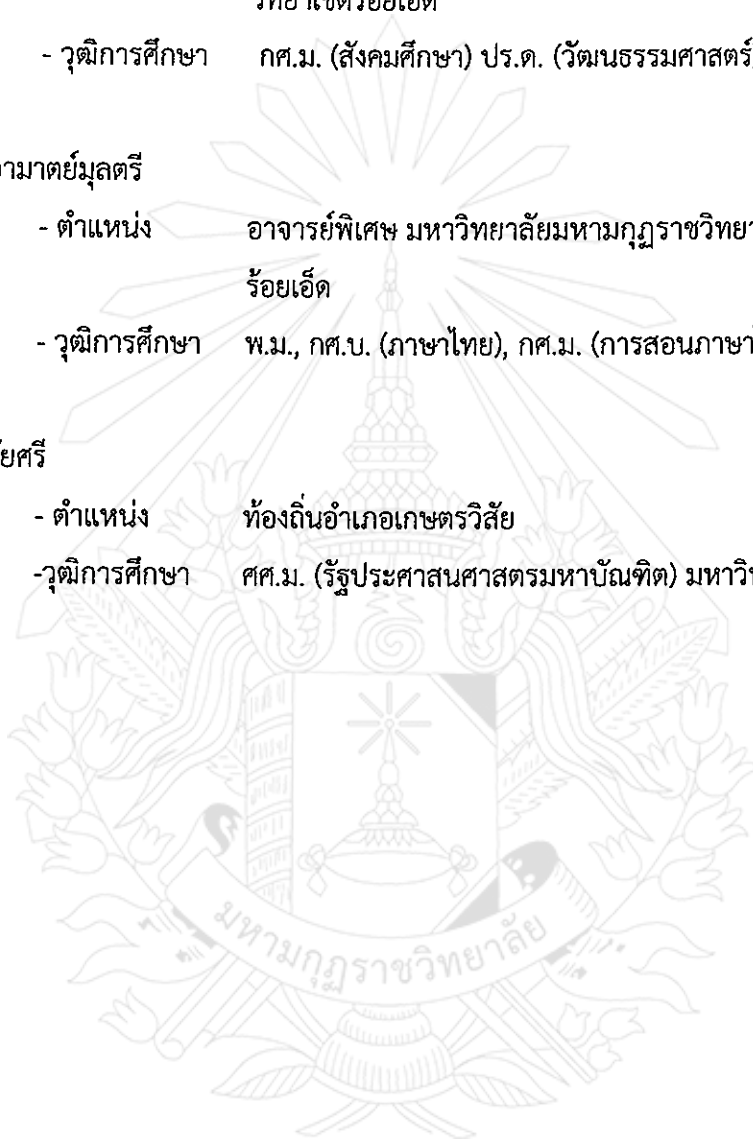 วิทยาเขตร้อยเอ็ด
- วุฒิการศึกษา กศ.ม. (สังคมศึกษา) ปร.ด. (วัฒนธรรมศาสตร์
ามาตย์มุลตรี
- ตำแหน่ง อาจารย์พิเศษ มหาวิทยาลัยมหามกุฏราชวิทยา
ร้อยเอ็ด
- วุฒิการศึกษา พ.ม., กศ.บ. (ภาษาไทย), กศ.ม. (การสอนภาษา
ัยศรี
- ตำแหน่ง ท้องถิ่นอำเภอเกษตรวิสัย
-วุฒิการศึกษา ศศ.ม. (รัฐประศาสนศาสตรมหาบัณฑิต) มหาวิ
มหามกุฏราชวิทยาลัย